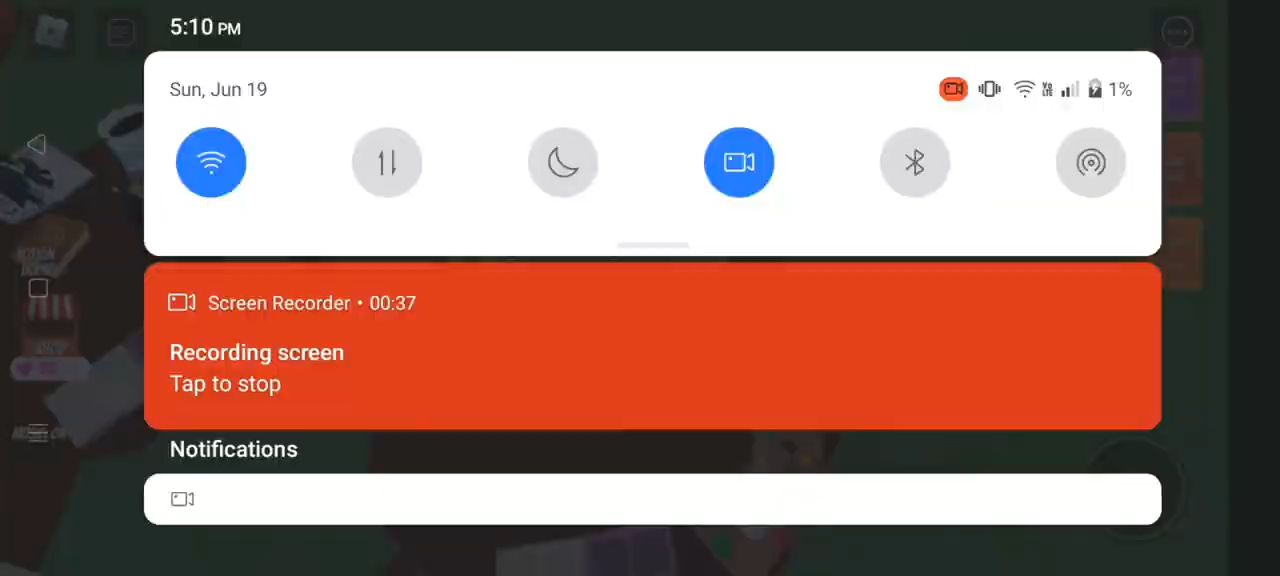 5:10 PM
Sun, Jun 19
1%
Screen Recorder • 00:37
Recording screen
Tap to stop
Notifications